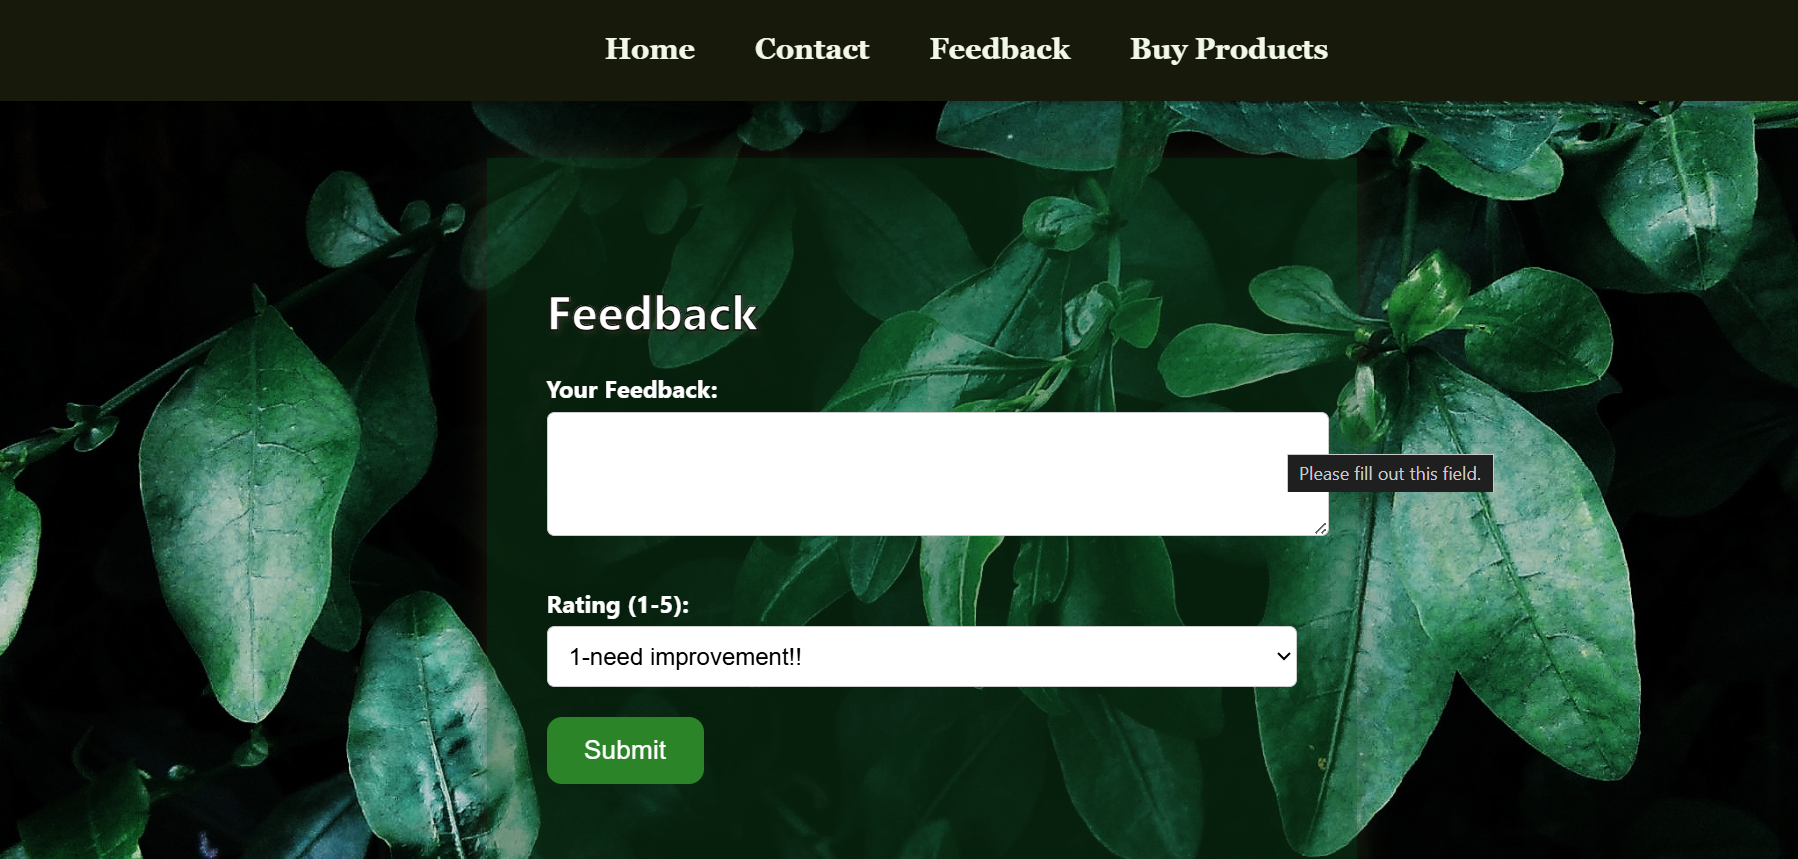 Home Contact Feedback Buy Products
Feedback
Your Feedback:
Please fill out this field.
Rating (1-5):
1-need improvement!!
Submit